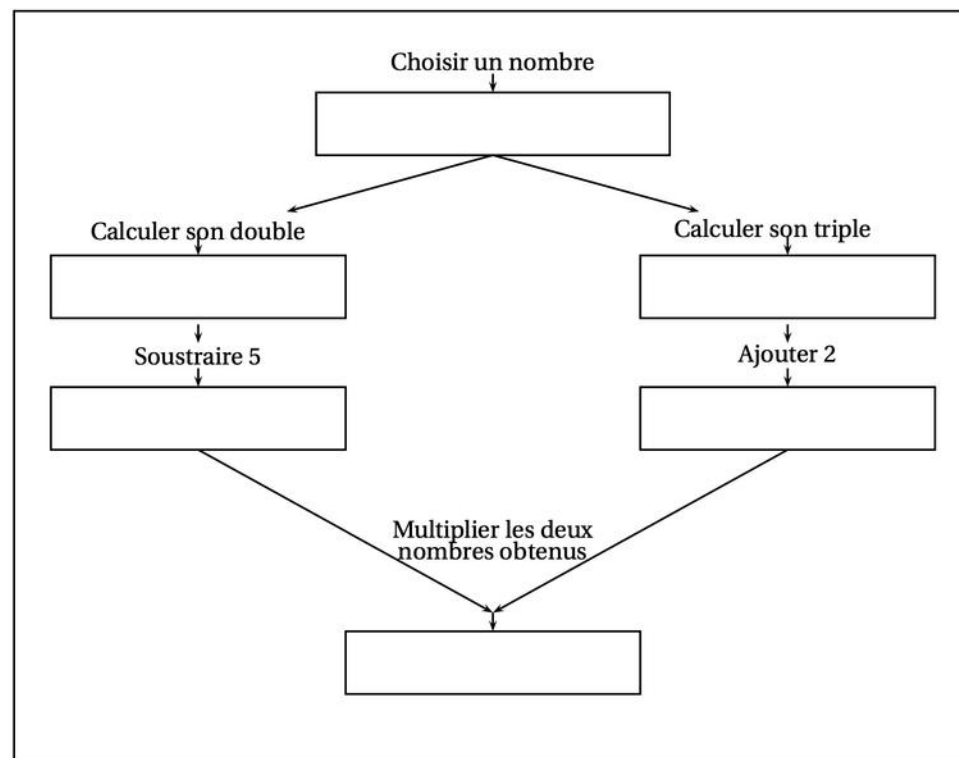 Choisir un nombre
Calculer son double
Calculer son triple
Soustraire 5
Ajouter 2
Multiplier les deux
nombres obtenus